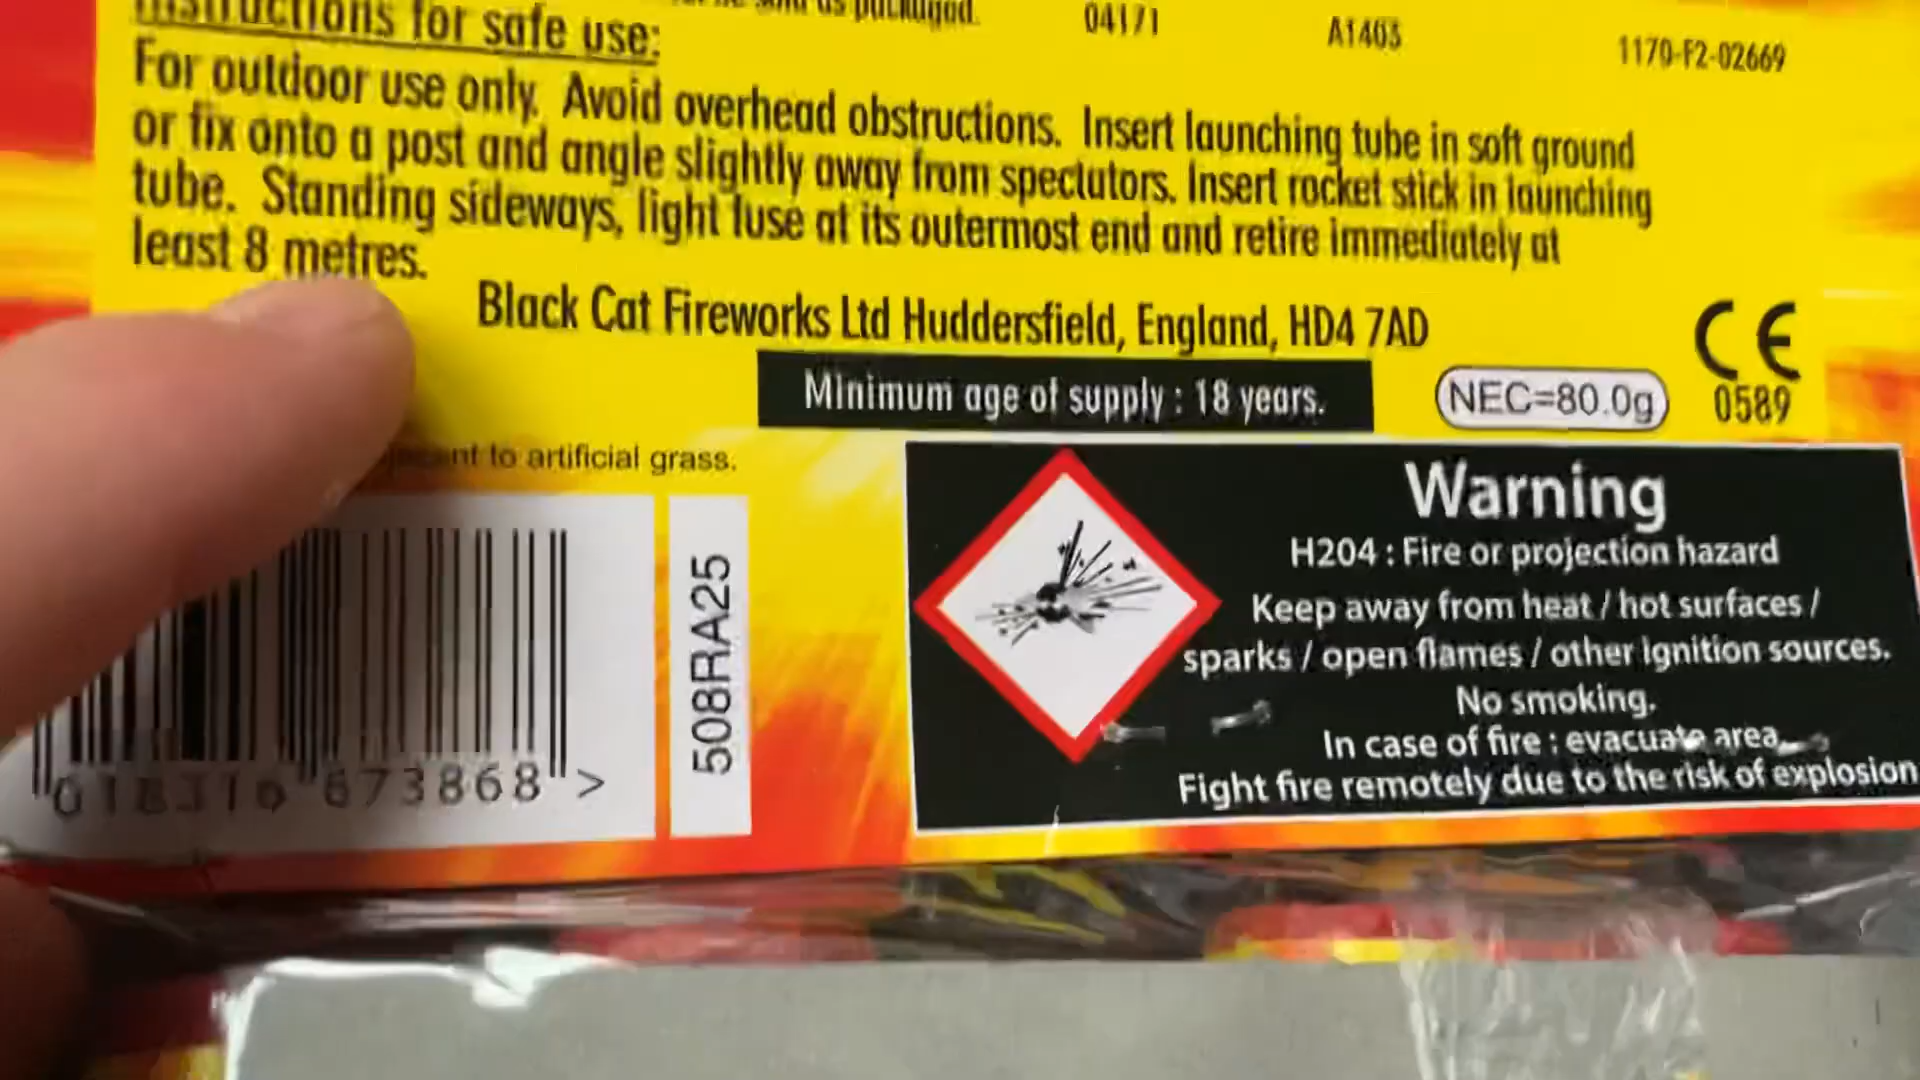 Instructions for safe use:
as packaged.
04171
A1403
1170-F2-02669
For outdoor use only. Avoid overhead obstructions. Insert launching tube in soft ground
or fix onto a post and angle slightly away from spectators. Insert rocket stick in launching
tube. Standing sideways, light fuse at its outermost end and retire immediately at
least 8 metres.
Black Cat Fireworks Ltd Huddersfield, England, HD4 7AD
CE
0589
Minimum age of supply : 18 years.
NEC=80.0g
to artificial grass.
508RA25
673868 >
Warning
H204 : Fire or projection hazard
Keep away from heat / hot surfaces /
sparks / open flames / other ignition sources.
No smoking.
In case of fire : evacuate area.
Fight fire remotely due to the risk of explosion